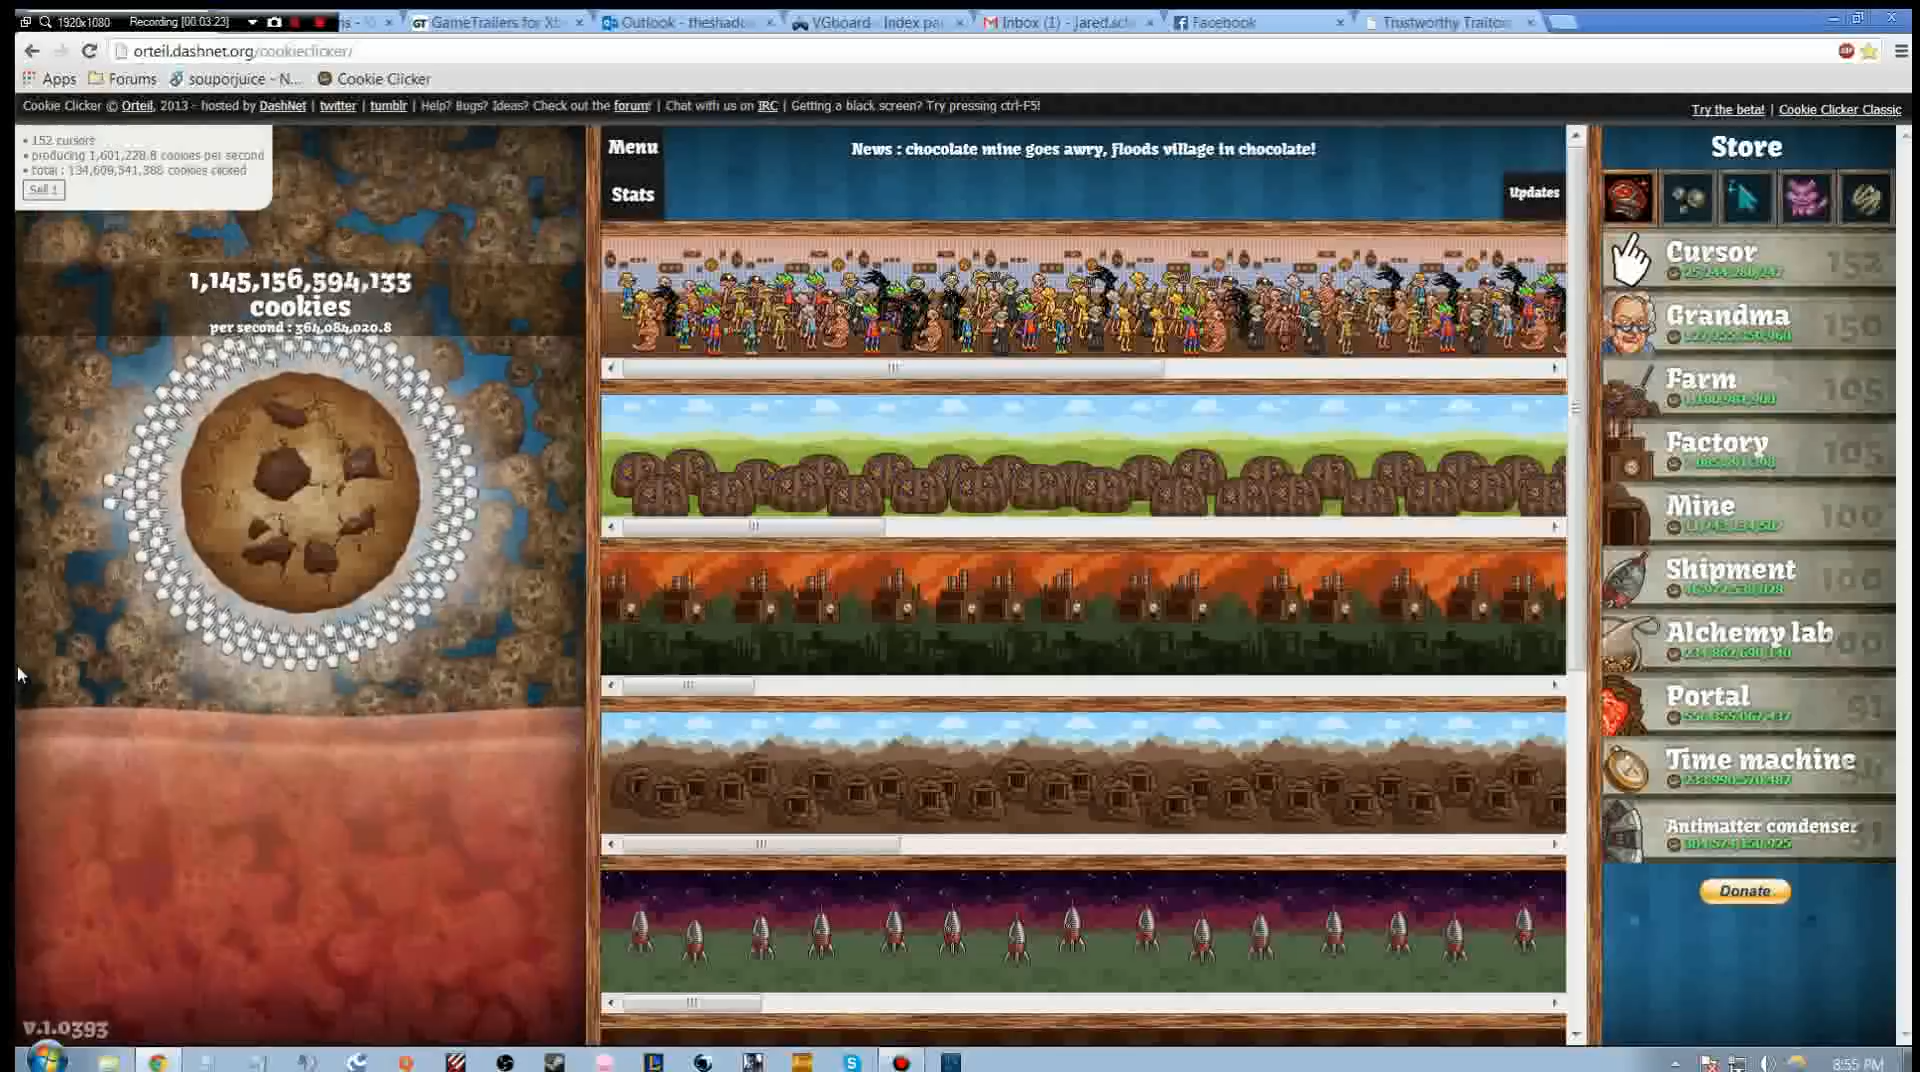 1920x1080 Recording [00:03:23]
GT GameTrailers for Xb
Outlook - theshado
VGboard - Index pa
Inbox (1) - jared.sch
Facebook
Trustworthy Traitor
orteil.dashnet.org/cookieclicker/
Apps
Forums
souporjuice - N...
Cookie Clicker
Cookie Clicker © Orteil, 2013 - hosted by DashNet | twitter | tumblr | Help? Bugs? Ideas? Check out the forum! | Chat with us on IRC | Getting a black screen? Try pressing ctrl-F5!
Try the beta! | Cookie Clicker Classic
• 152 cursors
• producing 1,601,228.8 cookies per second
• total : 134,609,541,388 cookies clicked
Sell 1
1,145,156,594,133
cookies
per second : 364,084,020.8
v.1.0393
Menu
Stats
News : chocolate mine goes awry, floods village in chocolate!
Updates
Store
Cursor
152
Grandma
150
Farm
105
Factory
105
Mine
100
Shipment
100
Alchemy lab
Portal
91
Time machine
Antimatter condenser
Donate
8:55 PM